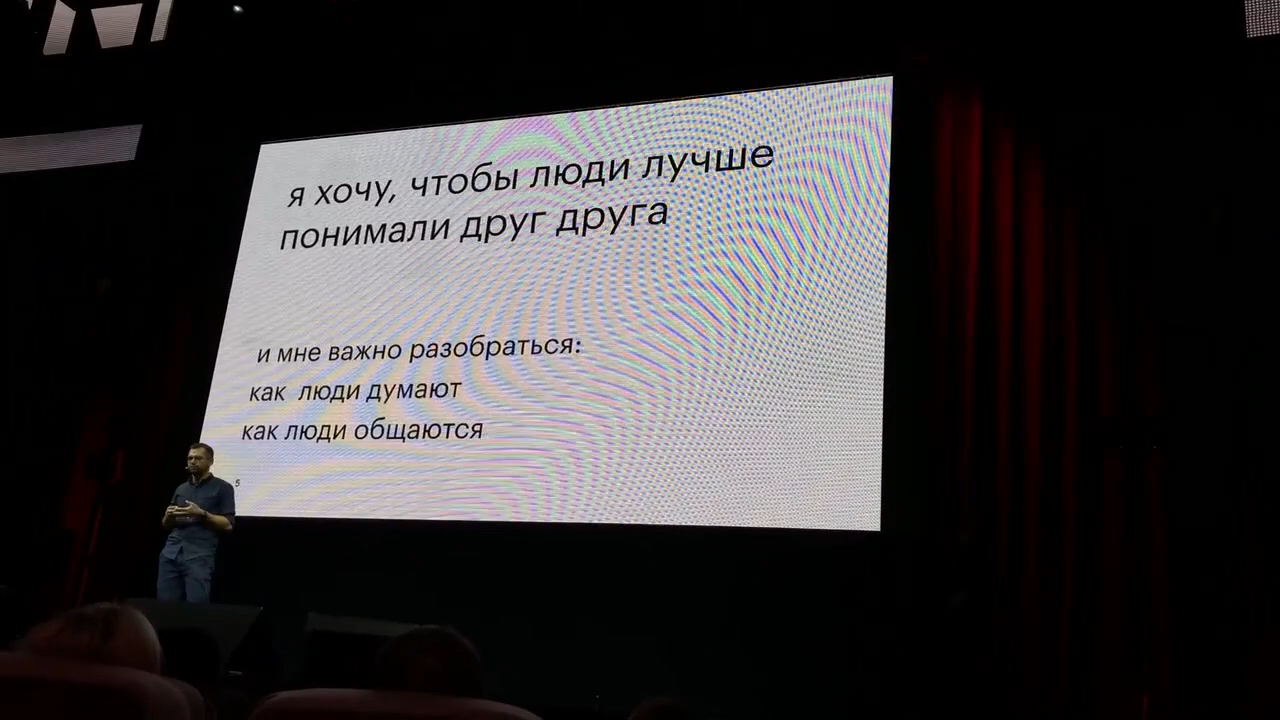 я хочу, чтобы люди лучше
понимали друг друга
и мне важно разобраться:
как люди думают
как люди общаются
5